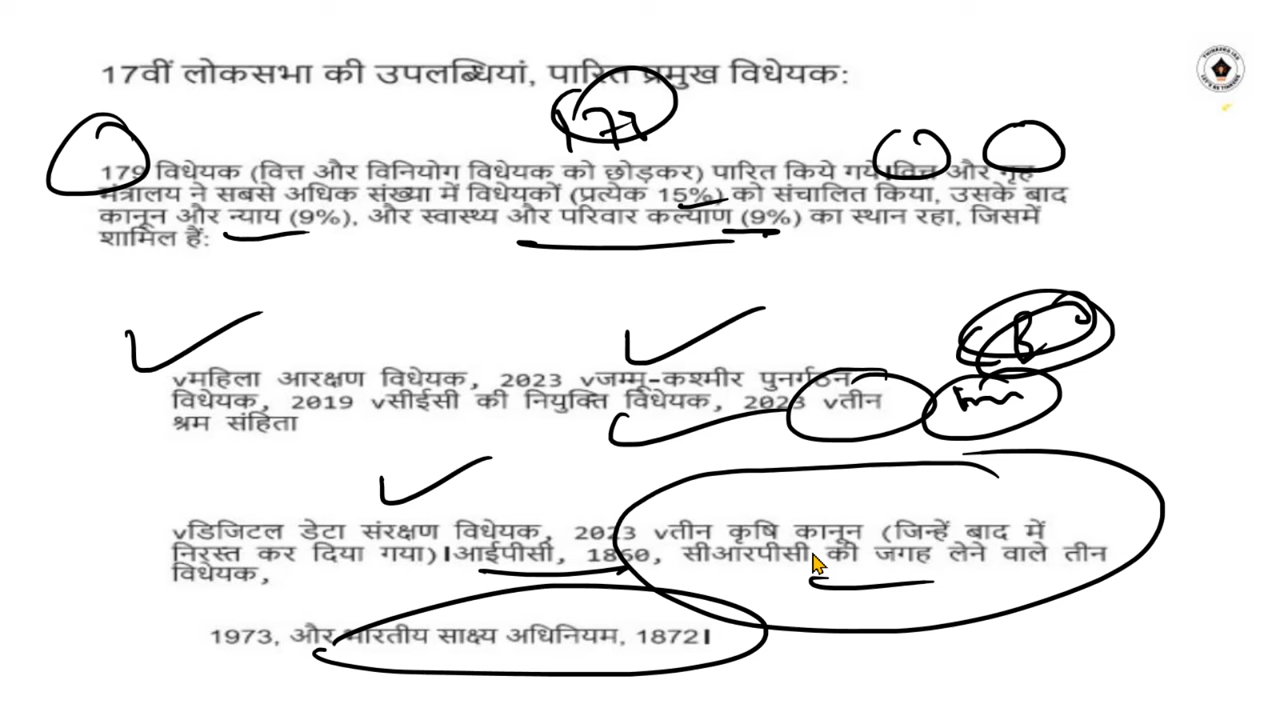 17वीं लोकसभा की उपलब्धियां, पारित प्रमुख विधेयक:
177
179 विधेयक (वित्त और विनियोग विधेयक को छोड़कर) पारित किये गये।वित्त और गृह
मंत्रालय ने सबसे अधिक संख्या में विधेयकों (प्रत्येक 15%) को संचालित किया, उसके बाद
कानून और न्याय (9%), और स्वास्थ्य और परिवार कल्याण (9%) का स्थान रहा, जिसमें
शामिल हैं:
vमहिला आरक्षण विधेयक, 2023 vजम्मू-कश्मीर पुनर्गठन
विधेयक, 2019 vसीईसी की नियुक्ति विधेयक, 2023 vतीन
श्रम संहिता
vडिजिटल डेटा संरक्षण विधेयक, 2023 vतीन कृषि कानून (जिन्हें बाद में
निरस्त कर दिया गया)।आईपीसी, 1860, सीआरपीसी की जगह लेने वाले तीन
विधेयक,
1973, और भारतीय साक्ष्य अधिनियम, 1872।